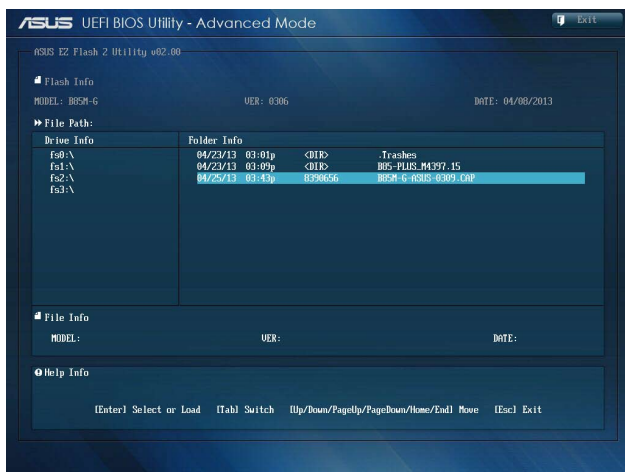 ASUS UEFI BIOS Utility - Advanced Mode Exit
ASUS EZ Flash 2 Utility v02.00
Flash Info
MODEL: B85M-G VER: 0306 DATE: 04/08/2013
File Path:
Drive Info Folder Info
fs0:\ 04/23/13 03:01p <DIR> .Trashes
fs1:\ 04/23/13 03:09p <DIR> B85-PLUS_M4397.15
fs2:\ 04/25/13 03:43p 8390656 B85M-G-ASUS-0309.CAP
fs3:\
File Info
MODEL: VER: DATE:
Help Info
[Enter] Select or Load [Tab] Switch [Up/Down/PageUp/PageDown/Home/End] Move [Esc] Exit